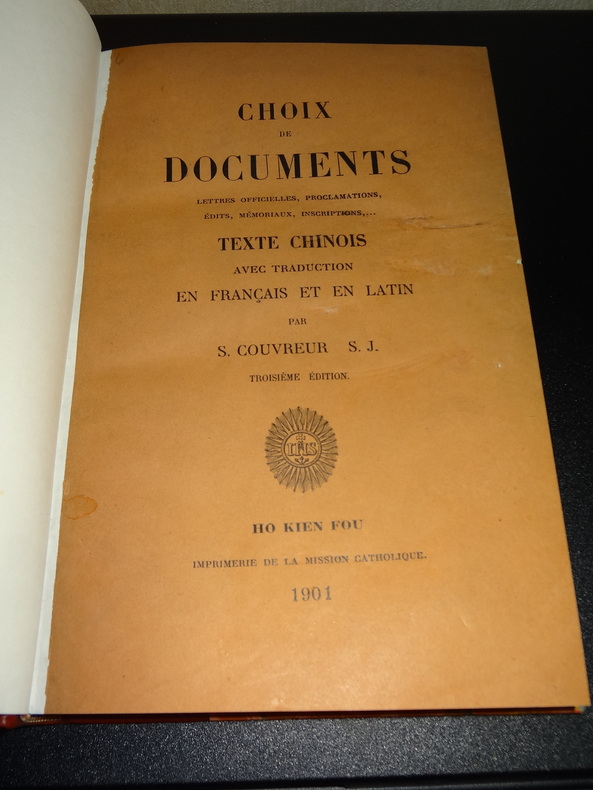 CHOIX
DE
DOCUMENTS
LETTRES OFFICIELLES, PROCLAMATIONS,
ÉDITS, MÉMORIAUX, INSCRIPTIONS,...
TEXTE CHINOIS
AVEC TRADUCTION
EN FRANÇAIS ET EN LATIN
PAR
S. COUVREUR S. J.
TROISIÈME ÉDITION.
IHS
HO KIEN FOU
IMPRIMERIE DE LA MISSION CATHOLIQUE.
1901